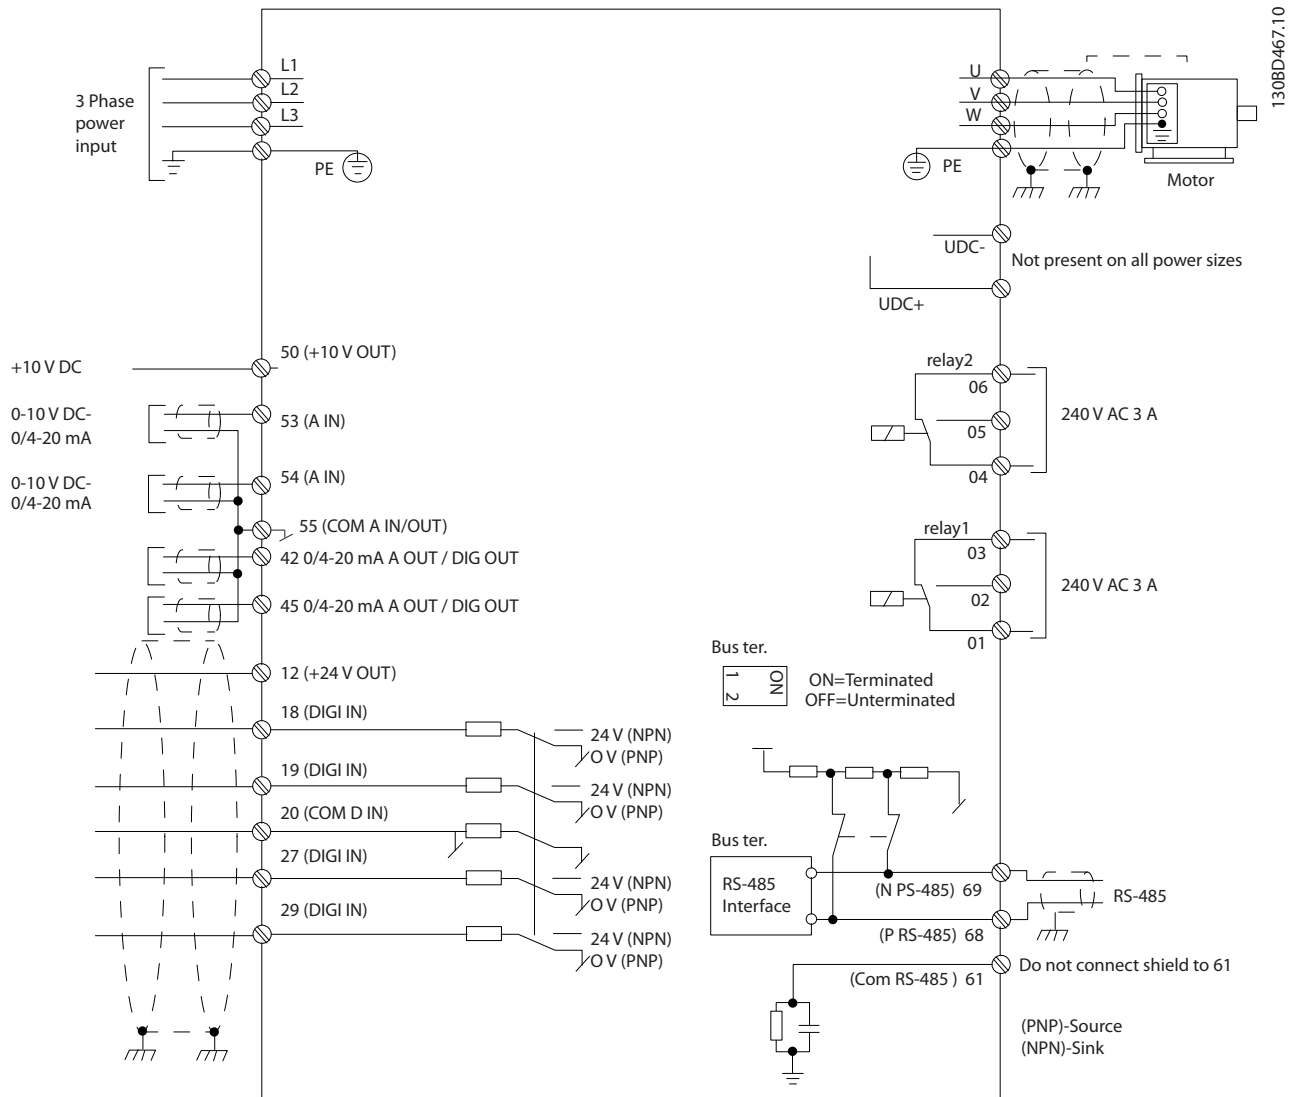 130BD467.10
L1
L2
L3
3 Phase
power
input
PE
U
V
W
PE
Motor
UDC-
Not present on all power sizes
UDC+
+10 V DC
50 (+10 V OUT)
0-10 V DC-
0/4-20 mA
53 (A IN)
0-10 V DC-
0/4-20 mA
54 (A IN)
55 (COM A IN/OUT)
42 0/4-20 mA A OUT / DIG OUT
45 0/4-20 mA A OUT / DIG OUT
12 (+24 V OUT)
18 (DIGI IN)
24 V (NPN)
O V (PNP)
19 (DIGI IN)
24 V (NPN)
O V (PNP)
20 (COM D IN)
27 (DIGI IN)
24 V (NPN)
O V (PNP)
29 (DIGI IN)
24 V (NPN)
O V (PNP)
relay2
06
05
04
240 V AC 3 A
relay1
03
02
01
240 V AC 3 A
Bus ter.
1
2
ON
ON=Terminated
OFF=Unterminated
Bus ter.
RS-485
Interface
(N PS-485) 69
RS-485
(P RS-485) 68
(Com RS-485 ) 61
Do not connect shield to 61
(PNP)-Source
(NPN)-Sink